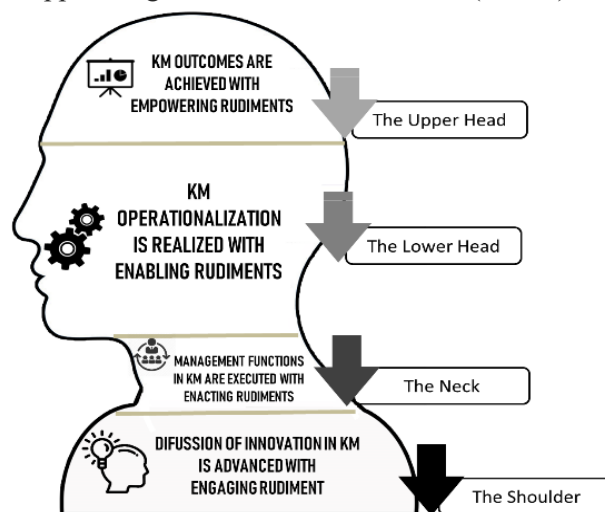 KM OUTCOMES ARE
ACHIEVED WITH
EMPOWERING RUDIMENTS
The Upper Head
KM
OPERATIONALIZATION
IS REALIZED WITH
ENABLING RUDIMENTS
The Lower Head
MANAGEMENT FUNCTIONS
IN KM ARE EXECUTED WITH
ENACTING RUDIMENTS
The Neck
DIFUSSION OF INNOVATION IN KM
IS ADVANCED WITH
ENGAGING RUDIMENT
The Shoulder